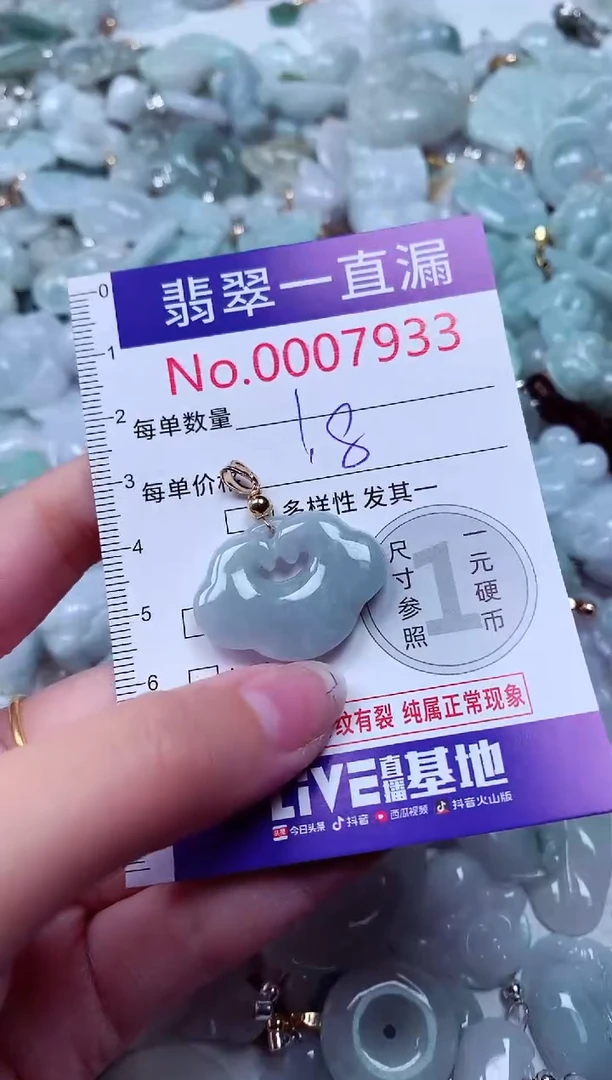 0
1
2
3
4
5
6
翡翠一直漏
No.0007933
每单数量
1.8
每单价
多样性 发其一
尺寸参照
1
一元硬币
纹有裂 纯属正常现象
LiVE直播基地
今日头条 抖音 西瓜视频 抖音火山版